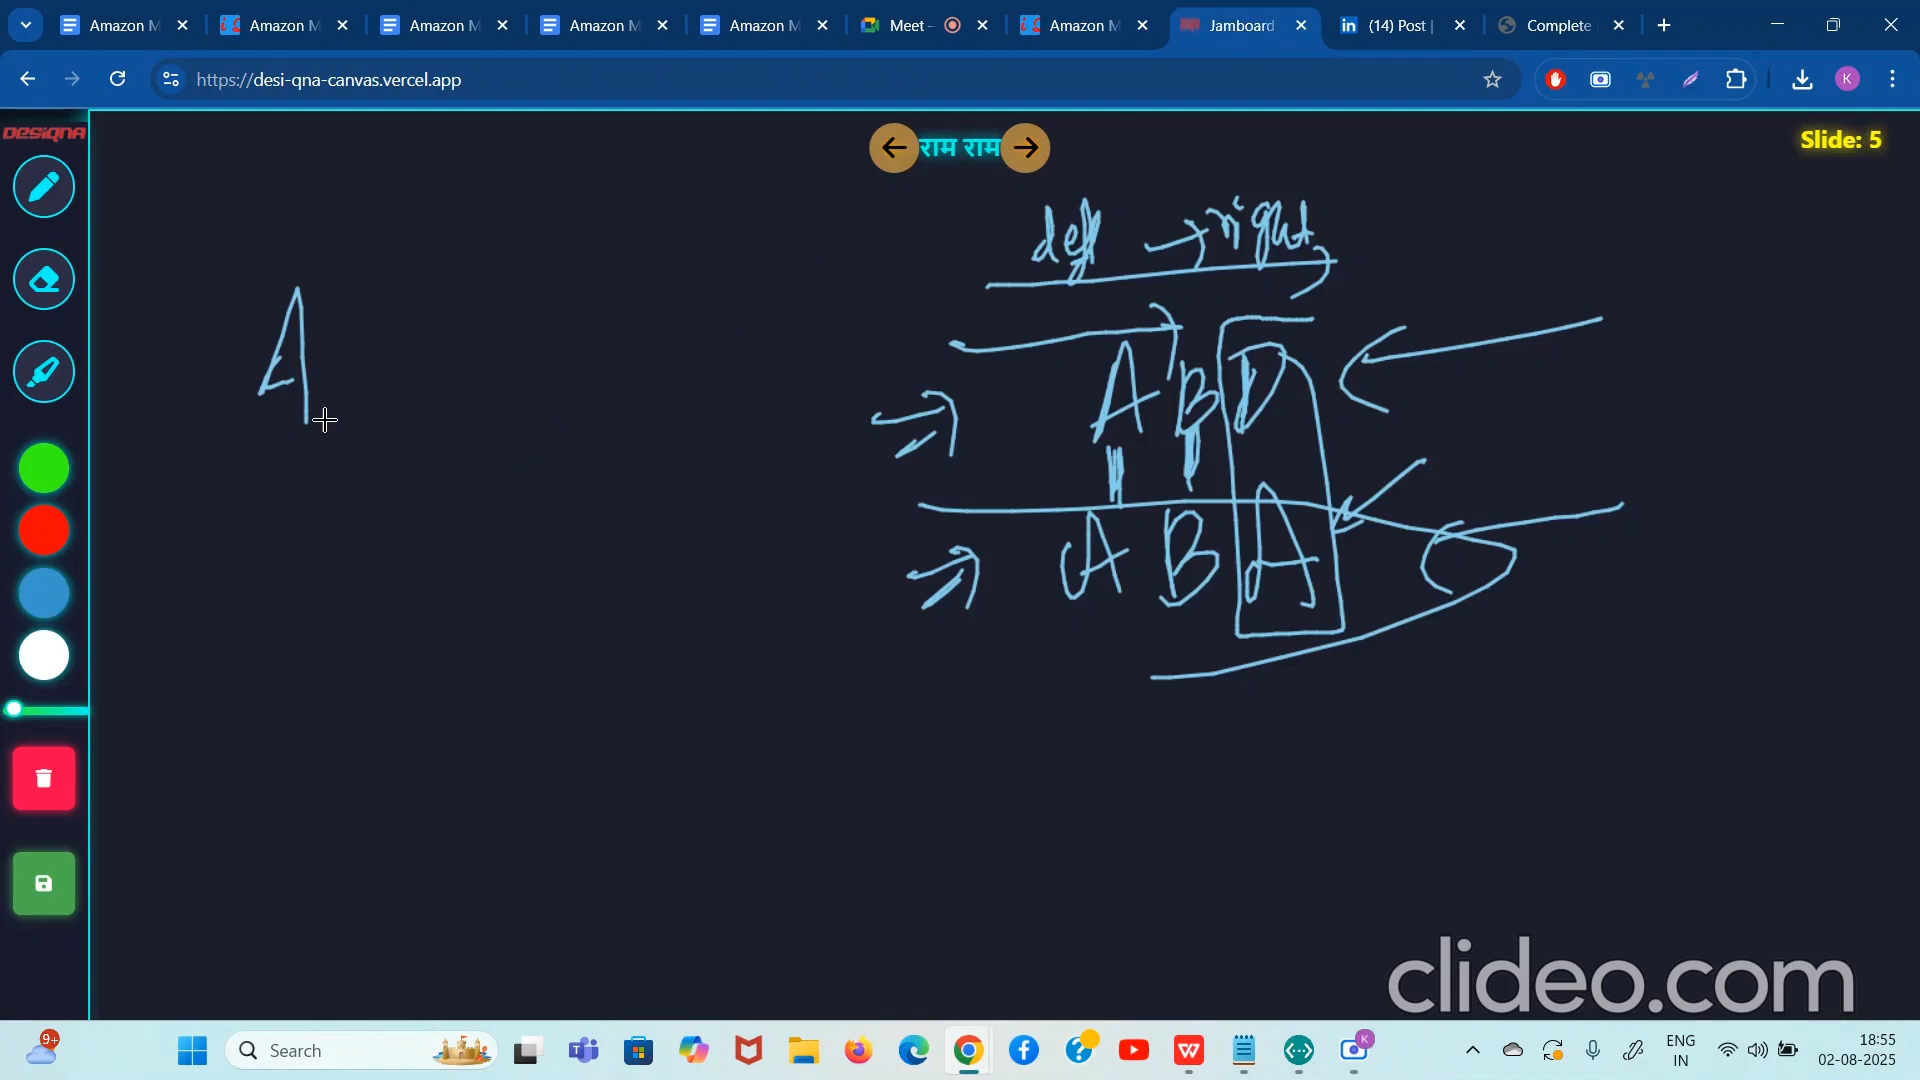 Amazon M
Amazon M
Amazon M
Amazon M
Amazon M
Meet -
Amazon M
Jamboard
(14) Post |
Complete
https://desi-qna-canvas.vercel.app
DESIQNA
राम राम
Slide: 5
right
A
A B D
A B A
clideo.com
9+
Search
ENG
IN
18:55
02-08-2025